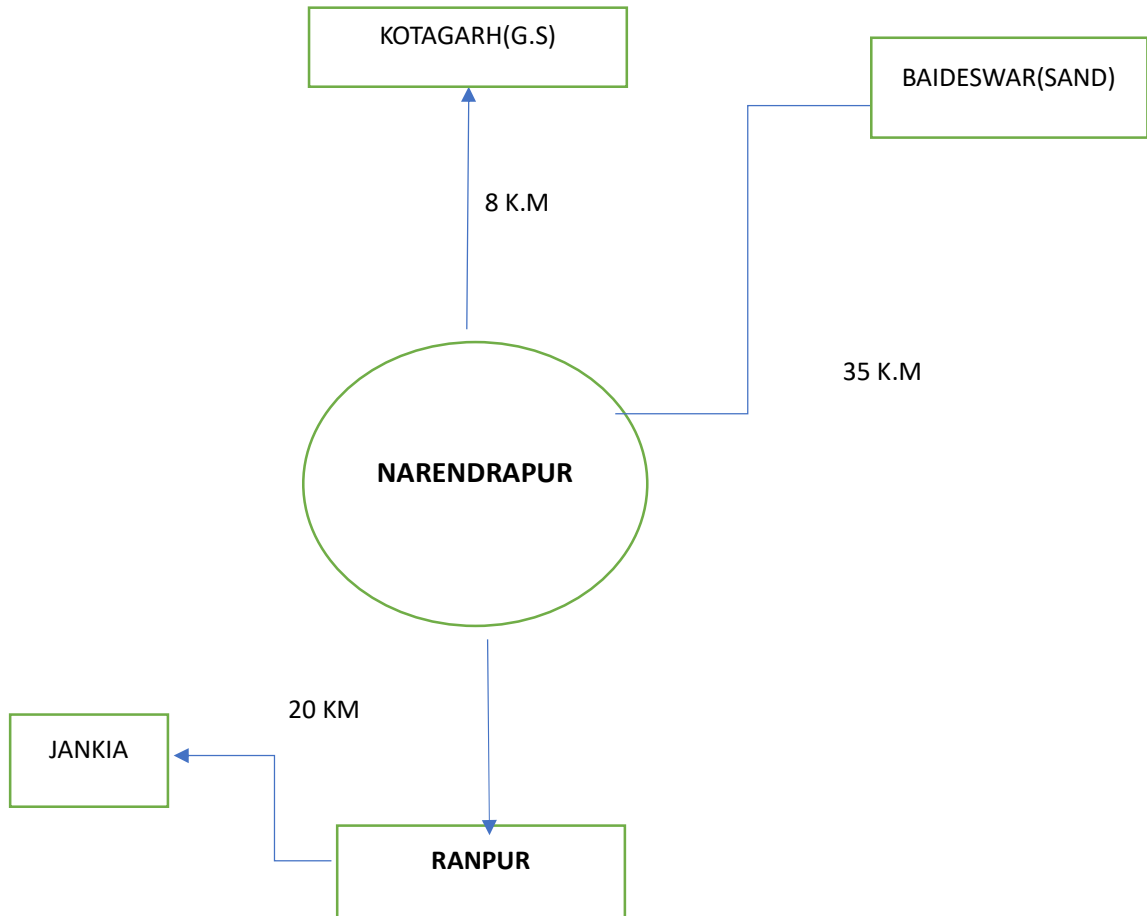 KOTAGARH(G.S)
BAIDESWAR(SAND)
8 K.M
35 K.M
NARENDRAPUR
20 KM
JANKIA
RANPUR